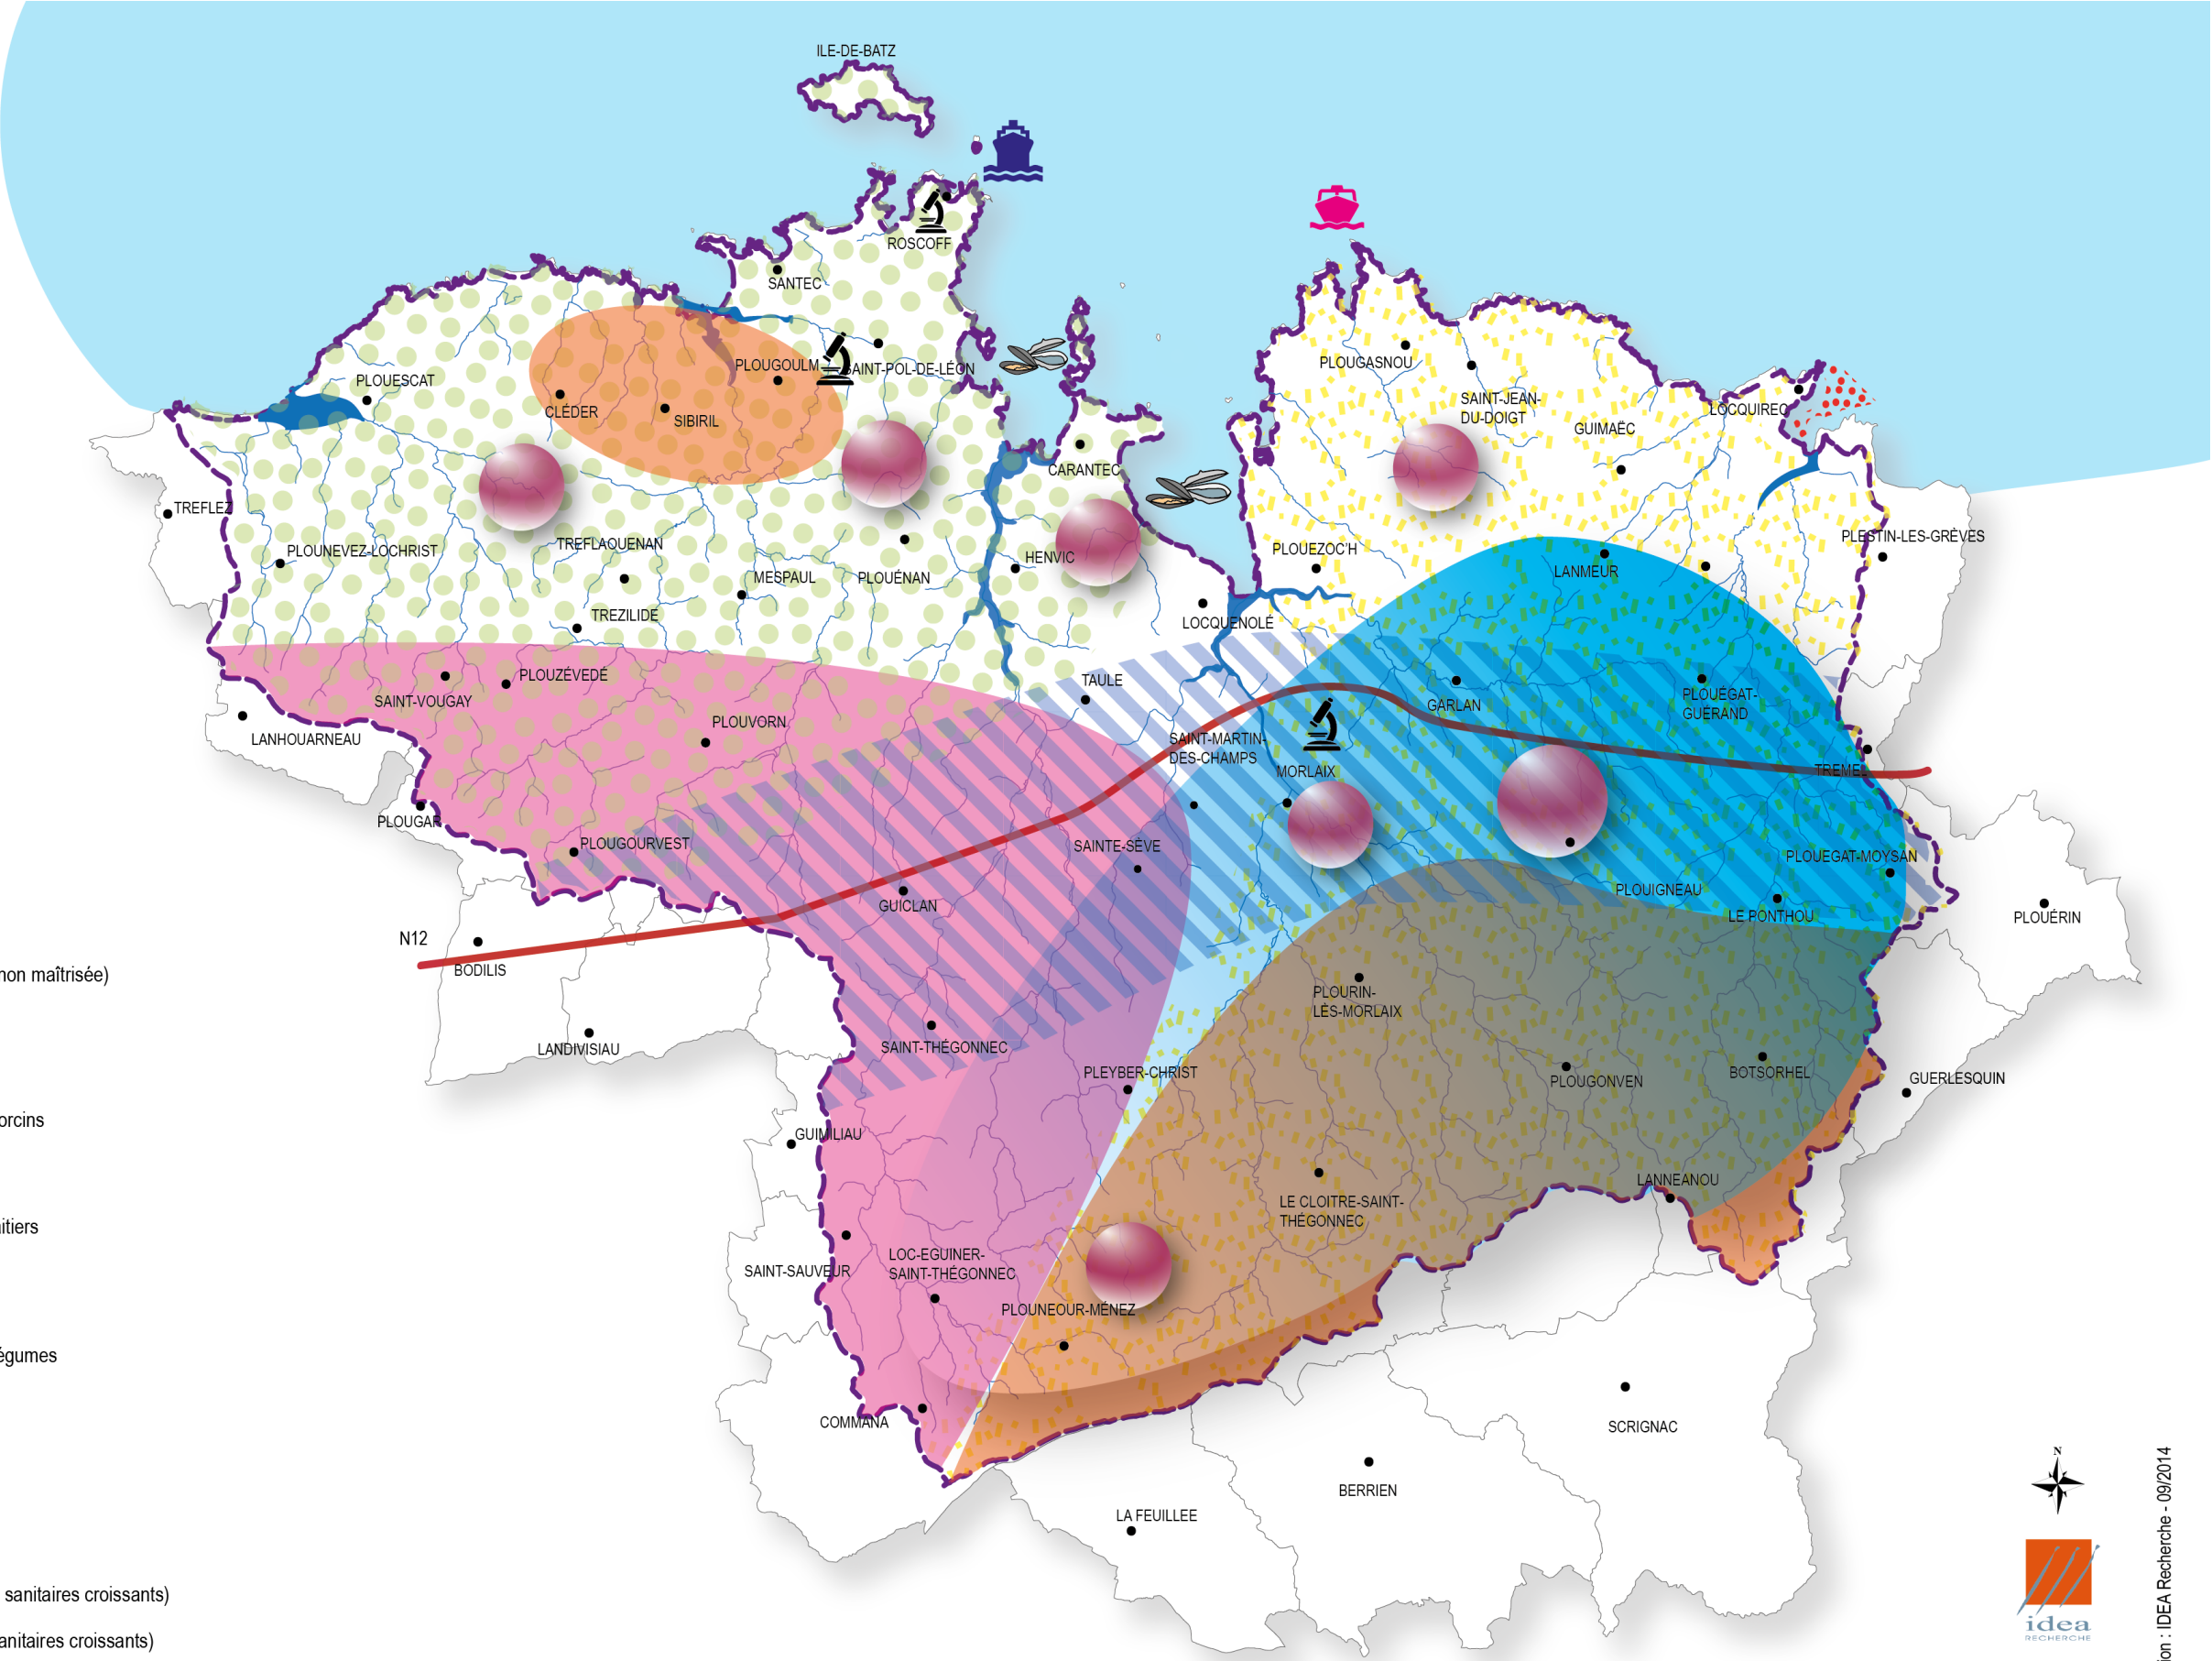 ILE-DE-BATZ
ROSCOFF
SANTEC
PLOUGOULM
SAINT-POL-DE-LÉON
PLOUESCAT
CLÉDER
SIBIRIL
CARANTEC
PLOUGASNOU
SAINT-JEAN-
DU-DOIGT
GUIMAËC
LOCQUIREC
TREFLEZ
PLOUNEVEZ-LOCHRIST
TREFLAQUENAN
MESPAUL
PLOUÉNAN
HENVIC
PLOUEZOC'H
LANMEUR
PLESTIN-LES-GRÈVES
TREZILIDE
LOCQUENOLÉ
SAINT-VOUGAY
PLOUZÉVEDÉ
TAULE
GARLAN
PLOUÉGAT-
GUÉRAND
LANHOUARNEAU
PLOUVORN
SAINT-MARTIN-
DES-CHAMPS
MORLAIX
TREMEL
PLOUGAR
PLOUGOURVEST
SAINTE-SÈVE
PLOUEGAT-MOYSAN
GUICLAN
PLOUIGNEAU
LE PONTHOU
PLOUÉRIN
N12
BODILIS
non maîtrisée)
PLOURIN-
LÈS-MORLAIX
LANDIVISIAU
SAINT-THÉGONNEC
PLEYBER-CHRIST
PLOUGONVEN
BOTSORHEL
GUERLESQUIN
orcins
GUIMILIAU
LANNEANOU
LE CLOITRE-SAINT-
THÉGONNEC
itiers
SAINT-SAUVEUR
LOC-EGUINER-
SAINT-THÉGONNEC
PLOUNEOUR-MÉNEZ
égumes
COMMANA
SCRIGNAC
BERRIEN
LA FEUILLEE
N
sanitaires croissants)
anitaires croissants)
idea
RECHERCHE
ion : IDEA Recherche - 09/2014